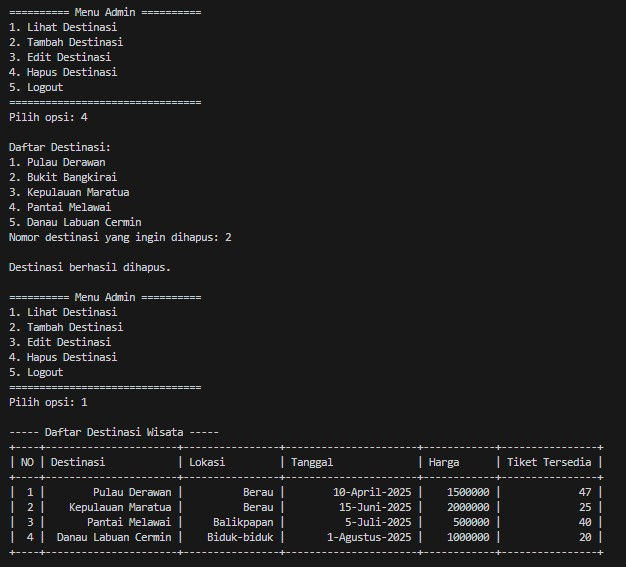 ========== Menu Admin ==========
1. Lihat Destinasi
2. Tambah Destinasi
3. Edit Destinasi
4. Hapus Destinasi
5. Logout
================================
Pilih opsi: 4

Daftar Destinasi:
1. Pulau Derawan
2. Bukit Bangkirai
3. Kepulauan Maratua
4. Pantai Melawai
5. Danau Labuan Cermin
Nomor destinasi yang ingin dihapus: 2

Destinasi berhasil dihapus.

========== Menu Admin ==========
1. Lihat Destinasi
2. Tambah Destinasi
3. Edit Destinasi
4. Hapus Destinasi
5. Logout
================================
Pilih opsi: 1

----- Daftar Destinasi Wisata -----
+----+----------------------+----------------+----------------------+------------+----------------+
| NO | Destinasi            | Lokasi         | Tanggal              | Harga      | Tiket Tersedia |
+----+----------------------+----------------+----------------------+------------+----------------+
|  1 |        Pulau Derawan |          Berau |        10-April-2025 |    1500000 |             47 |
|  2 |    Kepulauan Maratua |          Berau |         15-Juni-2025 |    2000000 |             25 |
|  3 |       Pantai Melawai |     Balikpapan |          5-Juli-2025 |     500000 |             40 |
|  4 |  Danau Labuan Cermin |    Biduk-biduk |       1-Agustus-2025 |    1000000 |             20 |
+----+----------------------+----------------+----------------------+------------+----------------+